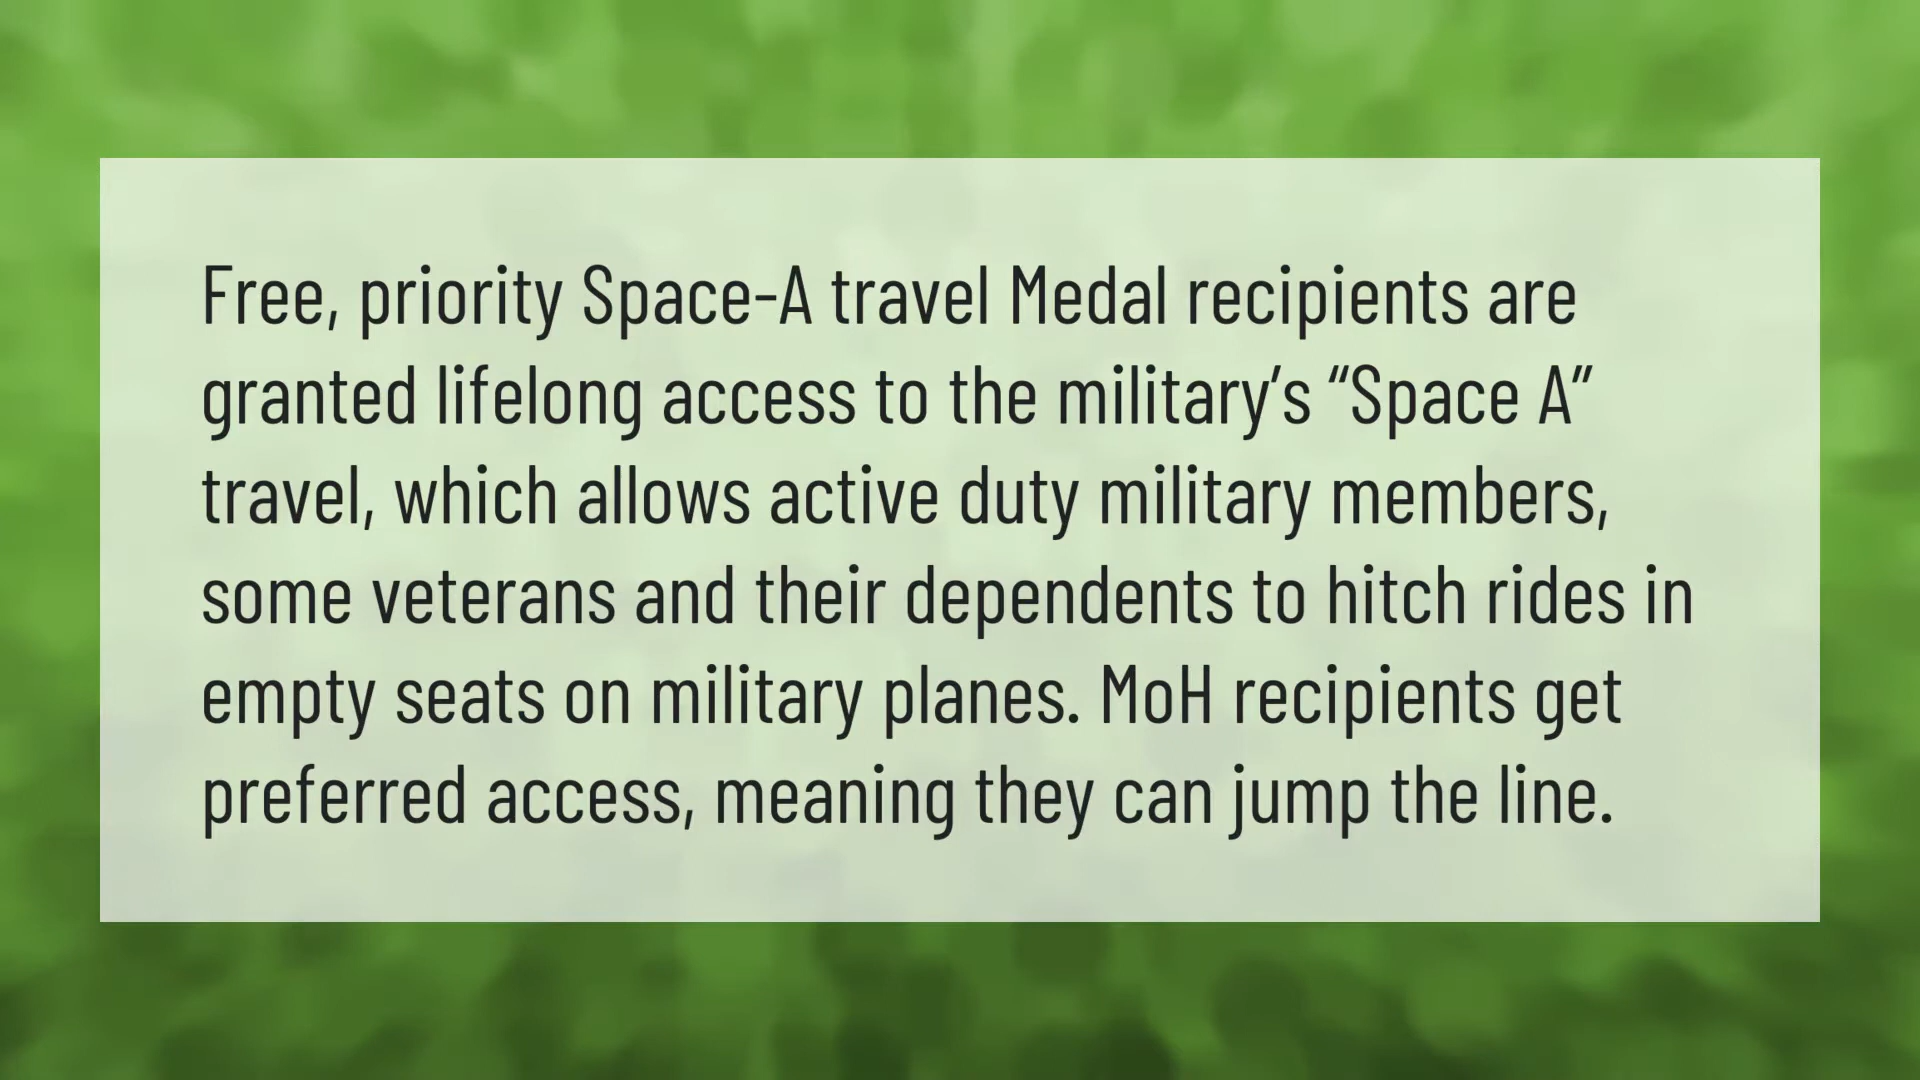 Free, priority Space-A travel Medal recipients are
granted lifelong access to the military’s “Space A”
travel, which allows active duty military members,
some veterans and their dependents to hitch rides in
empty seats on military planes. MoH recipients get
preferred access, meaning they can jump the line.